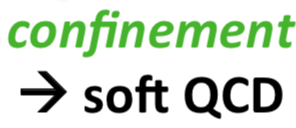 confinement
→ soft QCD